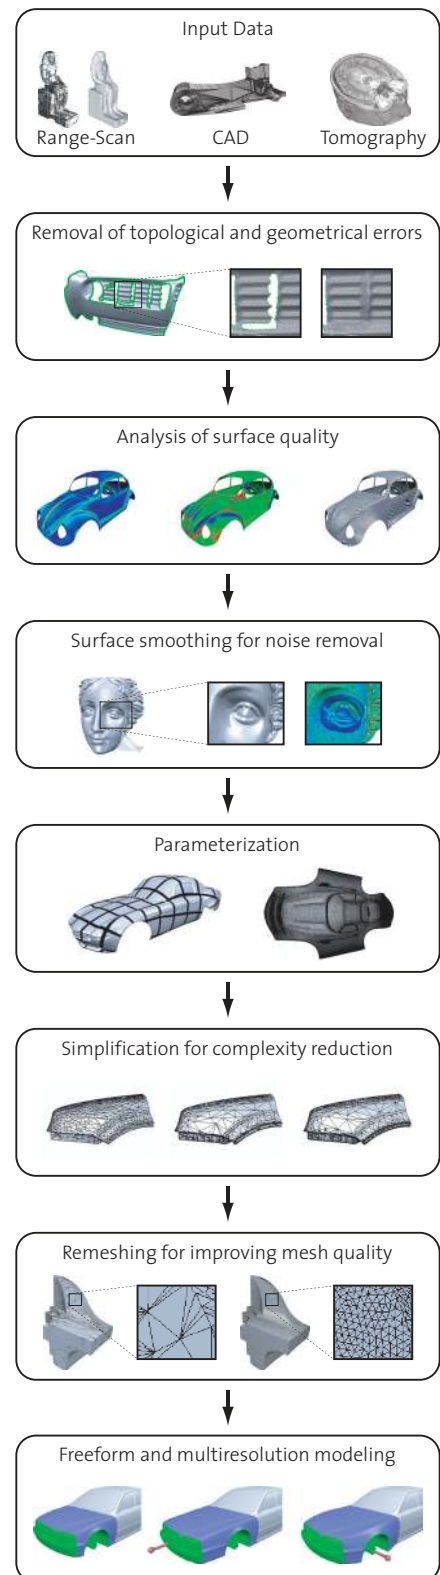 Input Data
Range-Scan CAD Tomography
Removal of topological and geometrical errors
Analysis of surface quality
Surface smoothing for noise removal
Parameterization
Simplification for complexity reduction
Remeshing for improving mesh quality
Freeform and multiresolution modeling